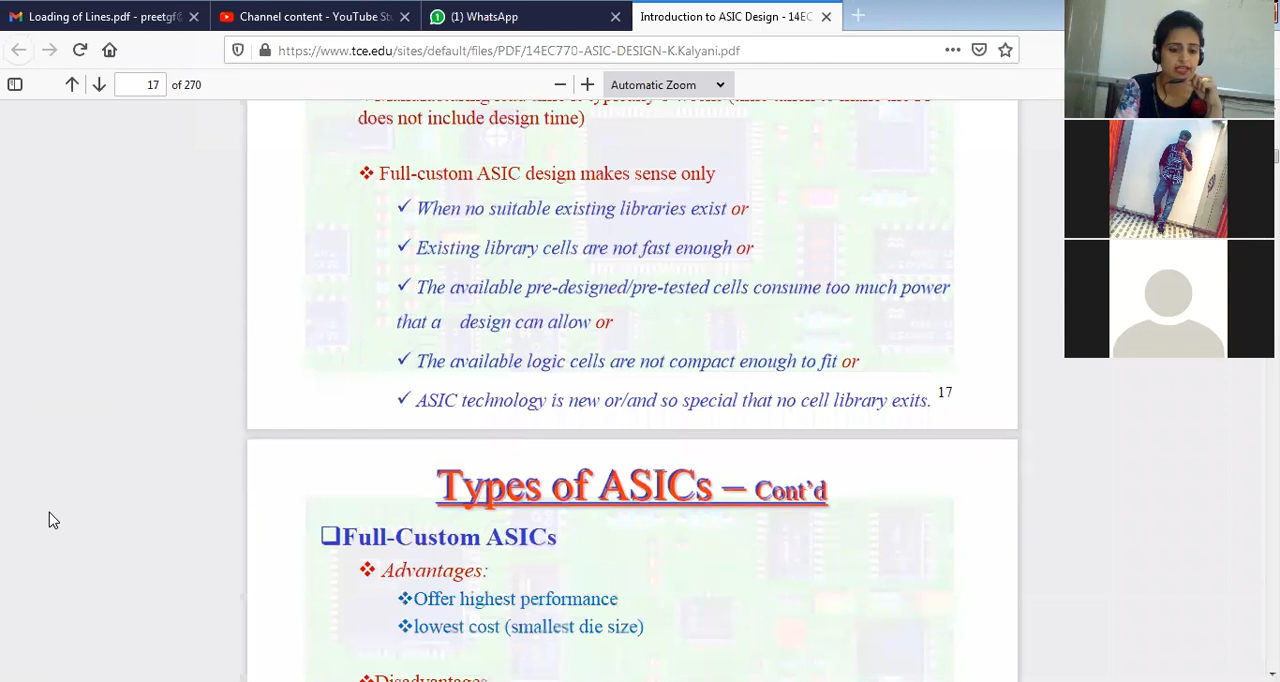 Loading of Lines.pdf - preetgf@
Channel content - YouTube St
(1) WhatsApp
Introduction to ASIC Design - 14EC
https://www.tce.edu/sites/default/files/PDF/14EC770-ASIC-DESIGN-K.Kalyani.pdf
17 of 270
Automatic Zoom
does not include design time)
Full-custom ASIC design makes sense only
When no suitable existing libraries exist or
Existing library cells are not fast enough or
The available pre-designed/pre-tested cells consume too much power
that a design can allow or
The available logic cells are not compact enough to fit or
ASIC technology is new or/and so special that no cell library exits.
17
Types of ASICs – Cont'd
Full-Custom ASICs
Advantages:
Offer highest performance
lowest cost (smallest die size)
Disadvantages